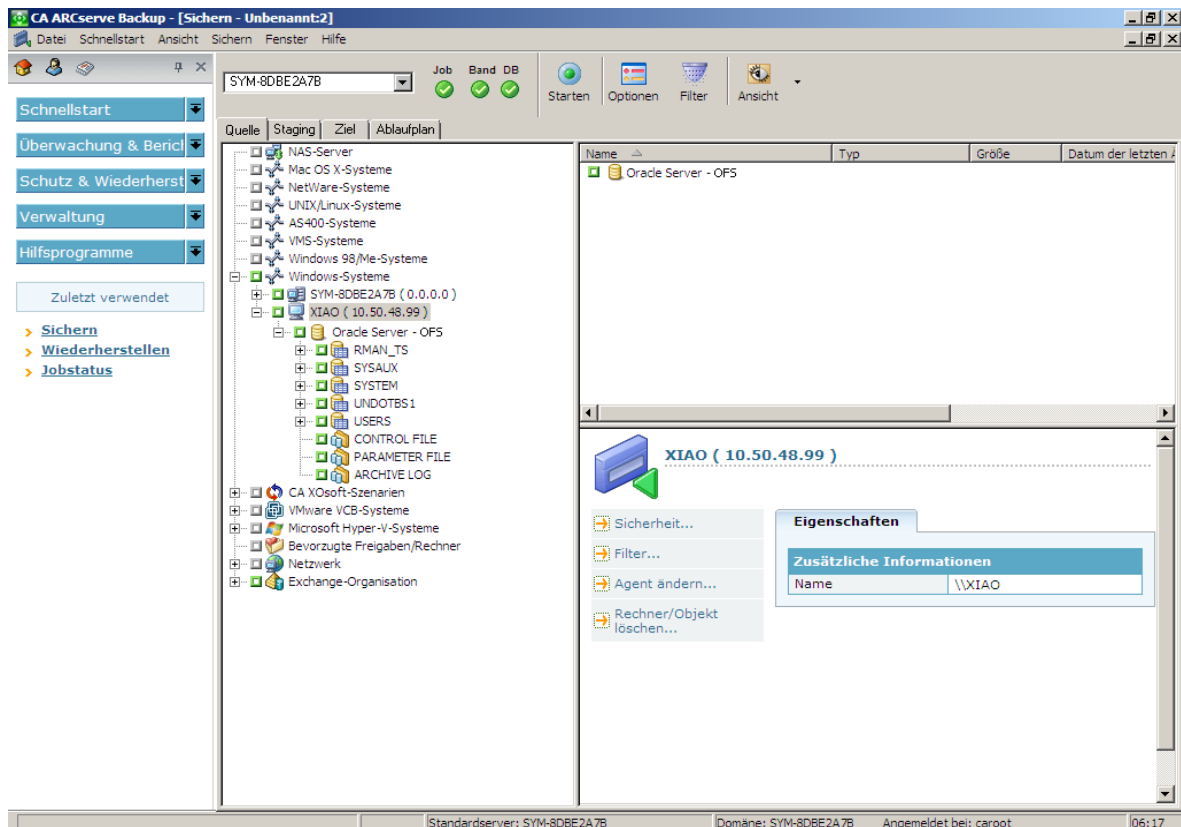 CA ARCserve Backup - [Sichern - Unbenannt:2]
Datei Schnellstart Ansicht Sichern Fenster Hilfe
SYM-8DBE2A7B
Job Band DB
Starten Optionen Filter Ansicht
Schnellstart
Überwachung & Bericl
Schutz & Wiederherst
Verwaltung
Hilfsprogramme
Zuletzt verwendet
Sichern
Wiederherstellen
Jobstatus
Quelle Staging Ziel Ablaufplan
NAS-Server
Mac OS X-Systeme
NetWare-Systeme
UNIX/Linux-Systeme
AS400-Systeme
VMS-Systeme
Windows 98/Me-Systeme
Windows-Systeme
SYM-8DBE2A7B ( 0.0.0.0 )
XIAO ( 10.50.48.99 )
Oracle Server - OFS
RMAN_TS
SYSAUX
SYSTEM
UNDOTBS1
USERS
CONTROL FILE
PARAMETER FILE
ARCHIVE LOG
CA XOsoft-Szenarien
VMware VCB-Systeme
Microsoft Hyper-V-Systeme
Bevorzugte Freigaben/Rechner
Netzwerk
Exchange-Organisation
Name Typ Größe Datum der letzten Ä
Oracle Server - OFS
XIAO ( 10.50.48.99 )
Sicherheit...
Filter...
Agent ändern...
Rechner/Objekt
löschen...
Eigenschaften
Zusätzliche Informationen
Name \\XIAO
Standardserver: SYM-8DBE2A7B Domäne: SYM-8DBE2A7B Angemeldet bei: caroot 06:17